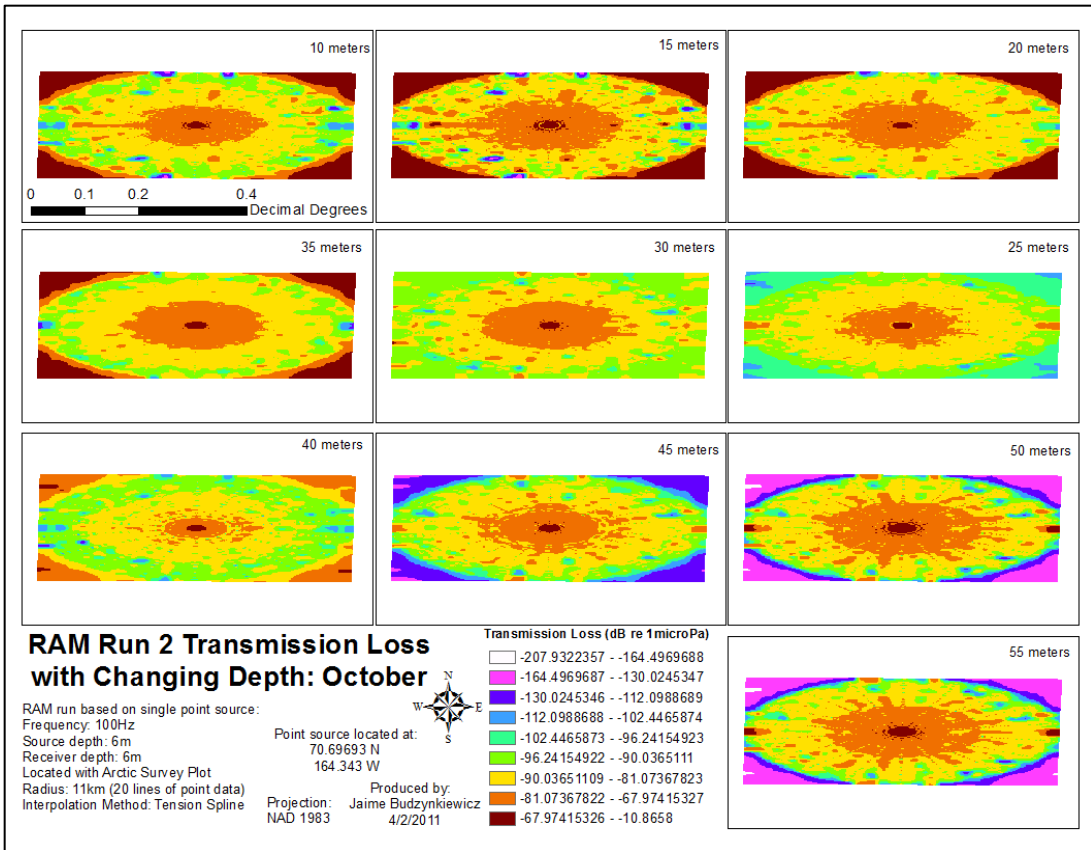 10 meters
15 meters
20 meters
0 0.1 0.2 0.4
Decimal Degrees
35 meters
30 meters
25 meters
40 meters
45 meters
50 meters
RAM Run 2 Transmission Loss
with Changing Depth: October
RAM run based on single point source:
Frequency: 100Hz
Source depth: 6m
Receiver depth: 6m
Located with Arctic Survey Plot
Radius: 11km (20 lines of point data)
Interpolation Method: Tension Spline
N
W E
S
Point source located at:
70.69693 N
164.343 W
Projection:
NAD 1983
Produced by:
Jaime Budzynkiewicz
4/2/2011
Transmission Loss (dB re 1microPa)
-207.9322357 - -164.4969688
-164.4969687 - -130.0245347
-130.0245346 - -112.0988689
-112.0988688 - -102.4465874
-102.4465873 - -96.24154923
-96.24154922 - -90.0365111
-90.03651109 - -81.07367823
-81.07367822 - -67.97415327
-67.97415326 - -10.8658
55 meters